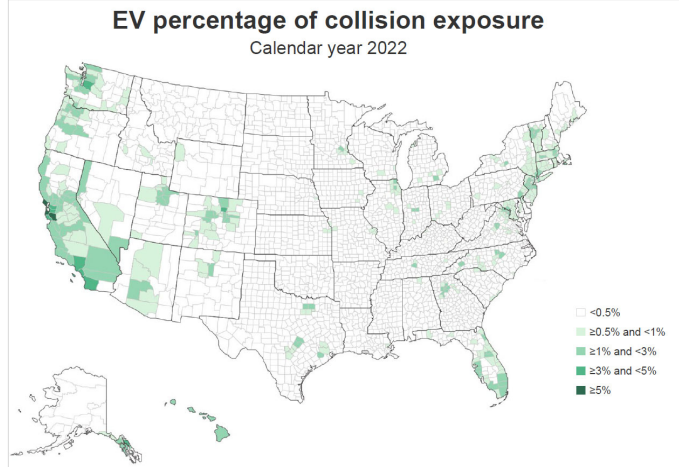 EV percentage of collision exposure
Calendar year 2022
<0.5%
≥0.5% and <1%
≥1% and <3%
≥3% and <5%
≥5%